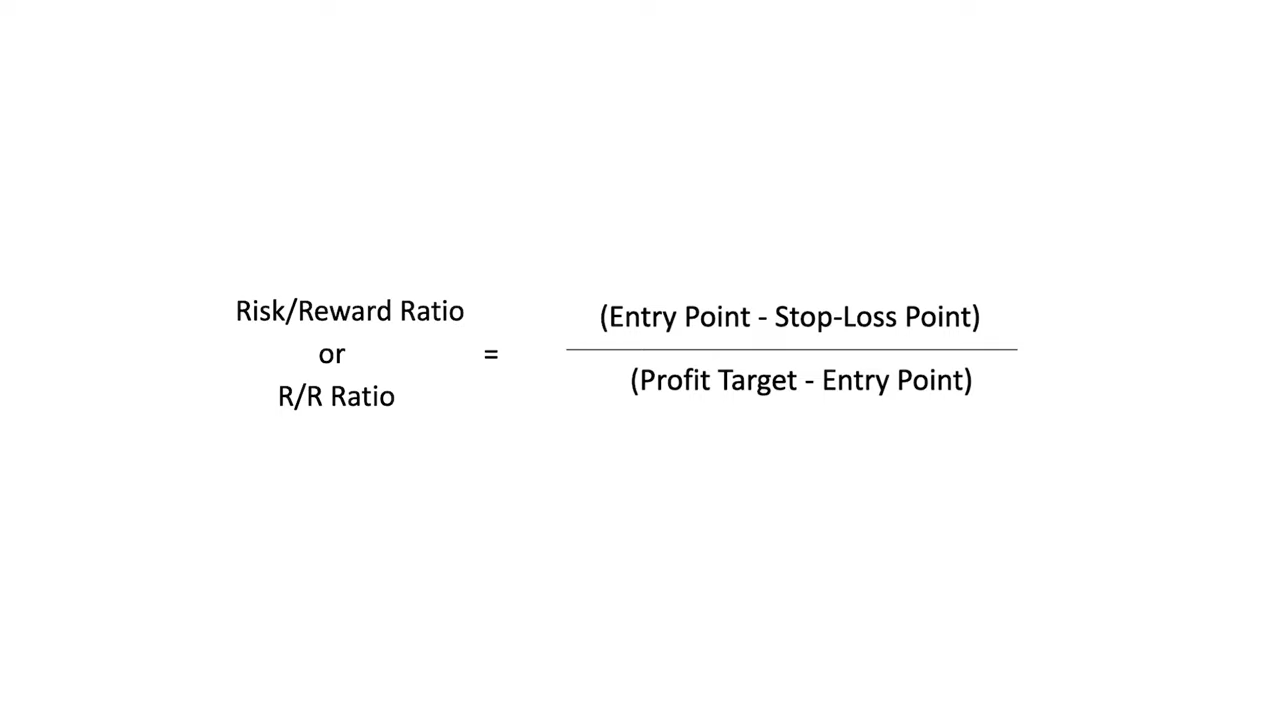 Risk/Reward Ratio
or
R/R Ratio
=
(Entry Point - Stop-Loss Point)
(Profit Target - Entry Point)